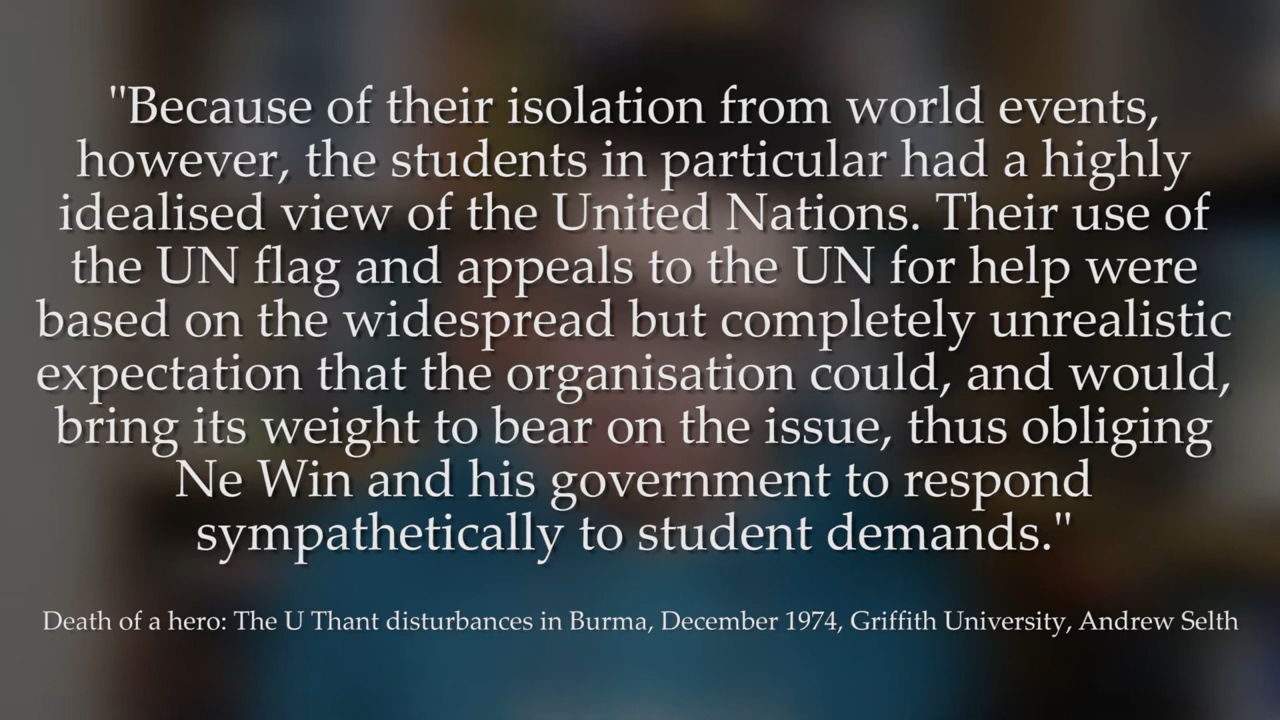 "Because of their isolation from world events,
however, the students in particular had a highly
idealised view of the United Nations. Their use of
the UN flag and appeals to the UN for help were
based on the widespread but completely unrealistic
expectation that the organisation could, and would,
bring its weight to bear on the issue, thus obliging
Ne Win and his government to respond
sympathetically to student demands."
Death of a hero: The U Thant disturbances in Burma, December 1974, Griffith University, Andrew Selth